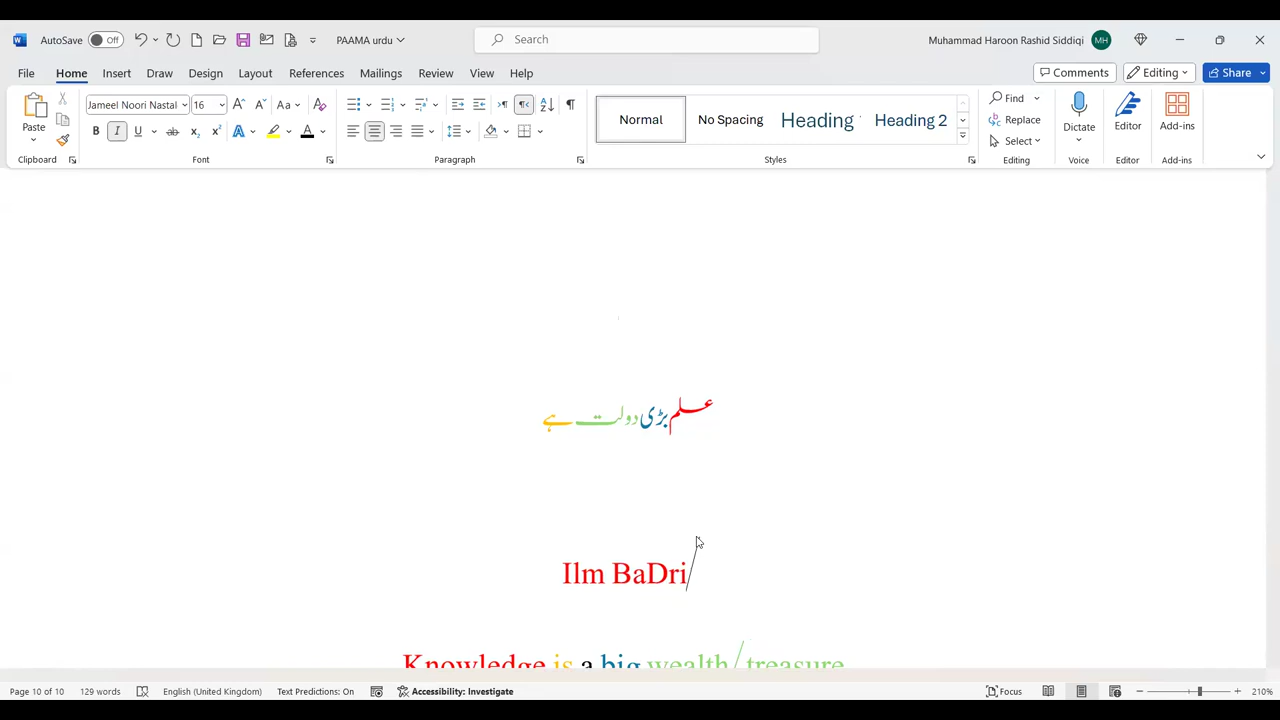 AutoSave Off PAAMA urdu Search Muhammad Haroon Rashid Siddiqi MH
File Home Insert Draw Design Layout References Mailings Review View Help Comments Editing Share
Paste Jameel Noori Nastal 16 Normal No Spacing Heading Heading 2 Find Replace Select Dictate Editor Add-ins
Clipboard Font Paragraph Styles Editing Voice Editor Add-ins
علم بڑی دولت ہے
Ilm BaDri
Knowledge is a big wealth/treasure
Page 10 of 10 129 words English (United Kingdom) Text Predictions: On Accessibility: Investigate Focus 210%